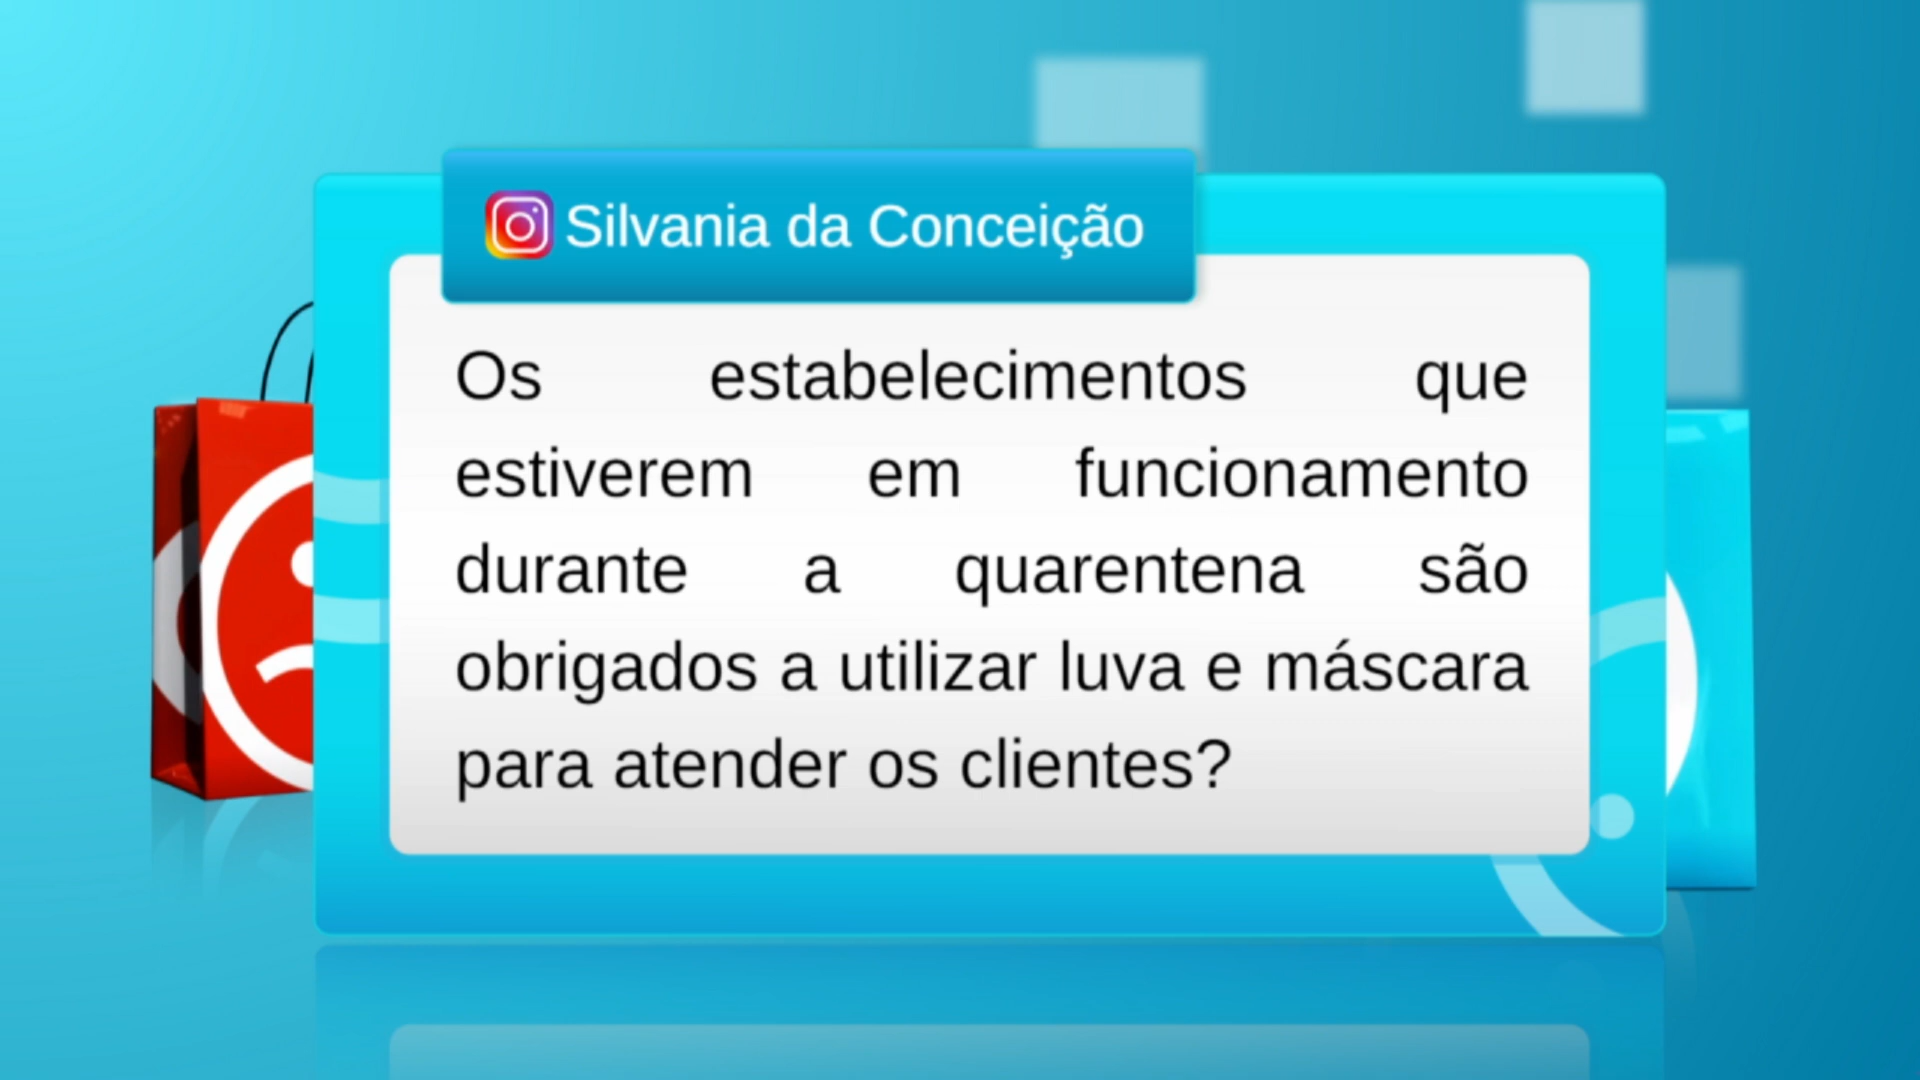 Silvania da Conceição
Os estabelecimentos que
estiverem em funcionamento
durante a quarentena são
obrigados a utilizar luva e máscara
para atender os clientes?